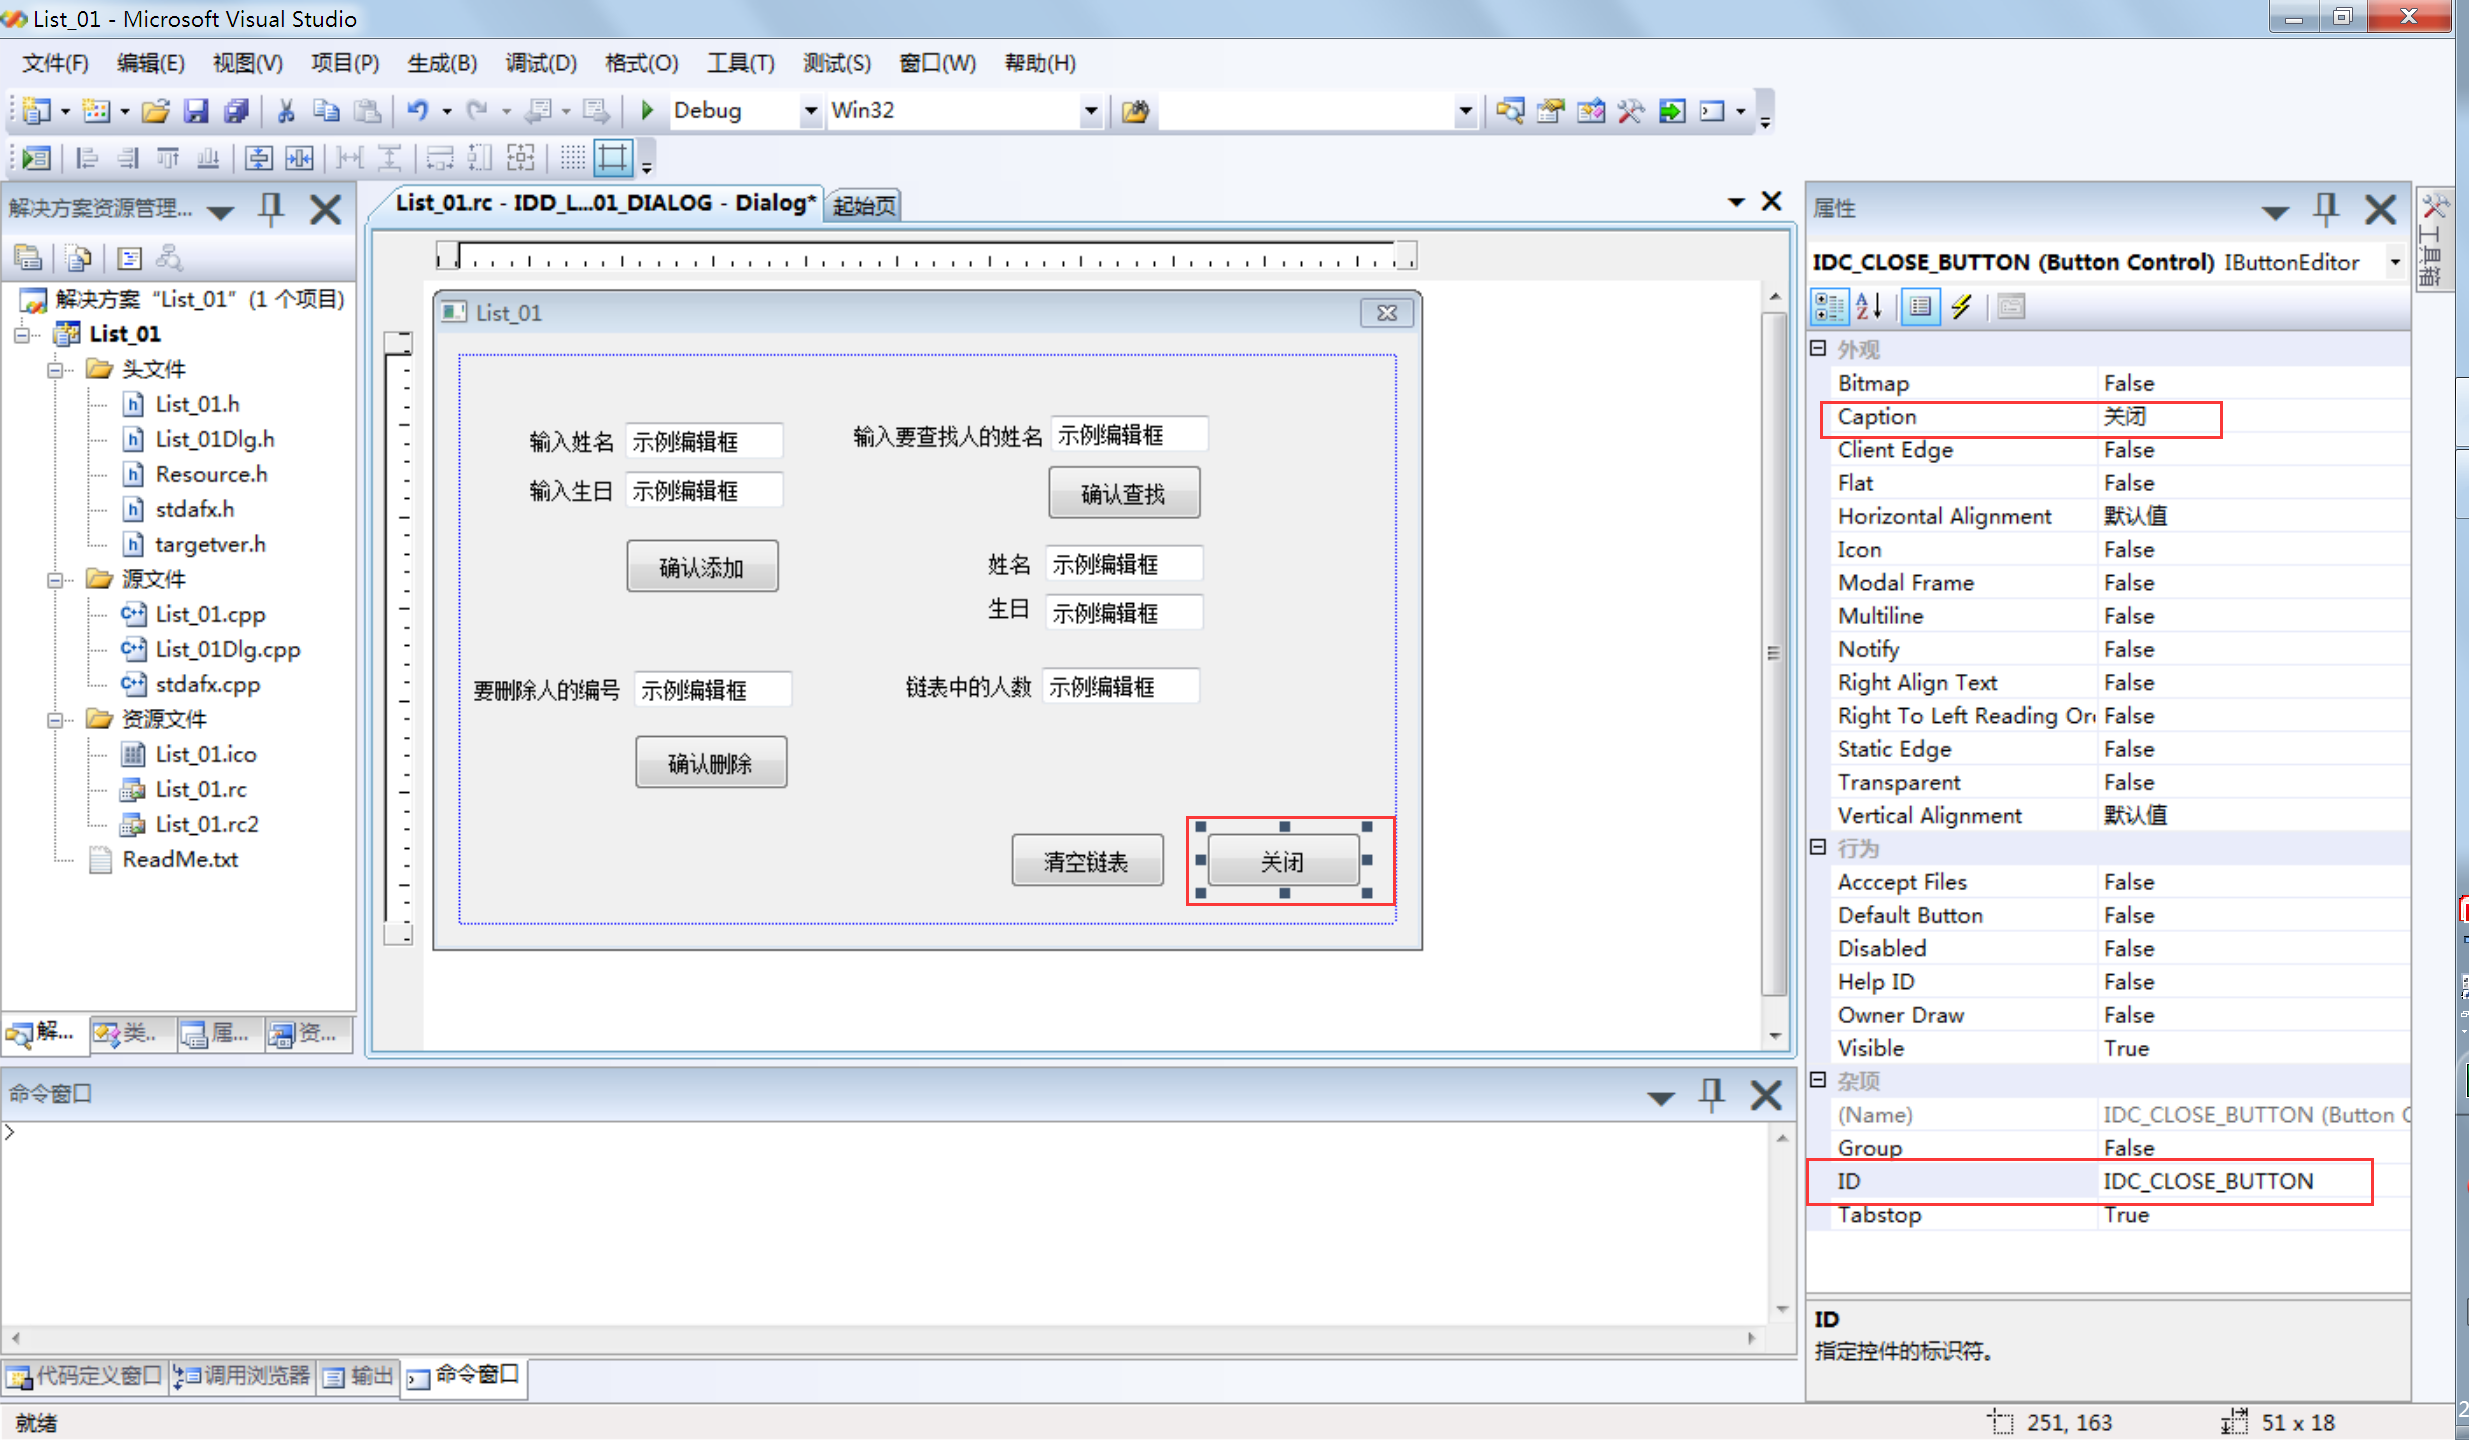 List_01 - Microsoft Visual Studio
文件(F) 编辑(E) 视图(V) 项目(P) 生成(B) 调试(D) 格式(O) 工具(T) 测试(S) 窗口(W) 帮助(H)
Debug Win32
解决方案资源管理...
解决方案 “List_01” (1 个项目)
List_01
头文件
List_01.h
List_01Dlg.h
Resource.h
stdafx.h
targetver.h
源文件
List_01.cpp
List_01Dlg.cpp
stdafx.cpp
资源文件
List_01.ico
List_01.rc
List_01.rc2
ReadMe.txt
解... 类.. 属... 资...
List_01.rc - IDD_L...01_DIALOG - Dialog* 起始页
List_01
输入姓名 示例编辑框
输入生日 示例编辑框
确认添加
要删除人的编号 示例编辑框
确认删除
输入要查找人的姓名 示例编辑框
确认查找
姓名 示例编辑框
生日 示例编辑框
链表中的人数 示例编辑框
清空链表 关闭
属性
IDC_CLOSE_BUTTON (Button Control) IButtonEditor
外观
Bitmap False
Caption 关闭
Client Edge False
Flat False
Horizontal Alignment 默认值
Icon False
Modal Frame False
Multiline False
Notify False
Right Align Text False
Right To Left Reading Or False
Static Edge False
Transparent False
Vertical Alignment 默认值
行为
Acccept Files False
Default Button False
Disabled False
Help ID False
Owner Draw False
Visible True
杂项
(Name) IDC_CLOSE_BUTTON (Button C
Group False
ID IDC_CLOSE_BUTTON
Tabstop True
ID
指定控件的标识符。
工具箱
命令窗口
>
代码定义窗口 调用浏览器 输出 命令窗口
就绪 251, 163 51 x 18